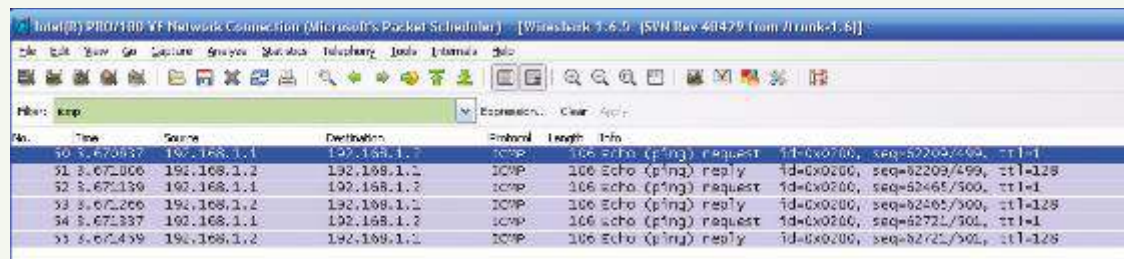 Intel(R) PRO/100 VE Network Connection (Microsoft's Packet Scheduler) [Wireshark 1.6.9 (SVN Rev from /trunk-1.6)]
File Edit View Go Capture Analyze Statistics Telephony Tools Internals Help
Filter: icmp Expression... Clear Apply
No. Time Source Destination Protocol Length Info
50 3.670837 192.168.1.1 192.168.1.2 ICMP 106 Echo (ping) request id=0x0200, seq=62209/499, ttl=1
51 3.671006 192.168.1.2 192.168.1.1 ICMP 106 Echo (ping) reply id=0x0200, seq=62209/499, ttl=128
52 3.671139 192.168.1.1 192.168.1.2 ICMP 106 Echo (ping) request id=0x0200, seq=62465/500, ttl=1
53 3.671266 192.168.1.2 192.168.1.1 ICMP 106 Echo (ping) reply id=0x0200, seq=62465/500, ttl=128
54 3.671337 192.168.1.1 192.168.1.2 ICMP 106 Echo (ping) request id=0x0200, seq=62721/501, ttl=1
55 3.671459 192.168.1.2 192.168.1.1 ICMP 106 Echo (ping) reply id=0x0200, seq=62721/501, ttl=128